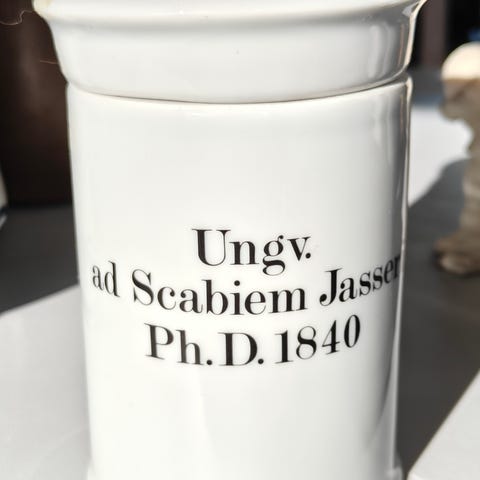 Ungv.
ad Scabiem Jasser
Ph.D. 1840